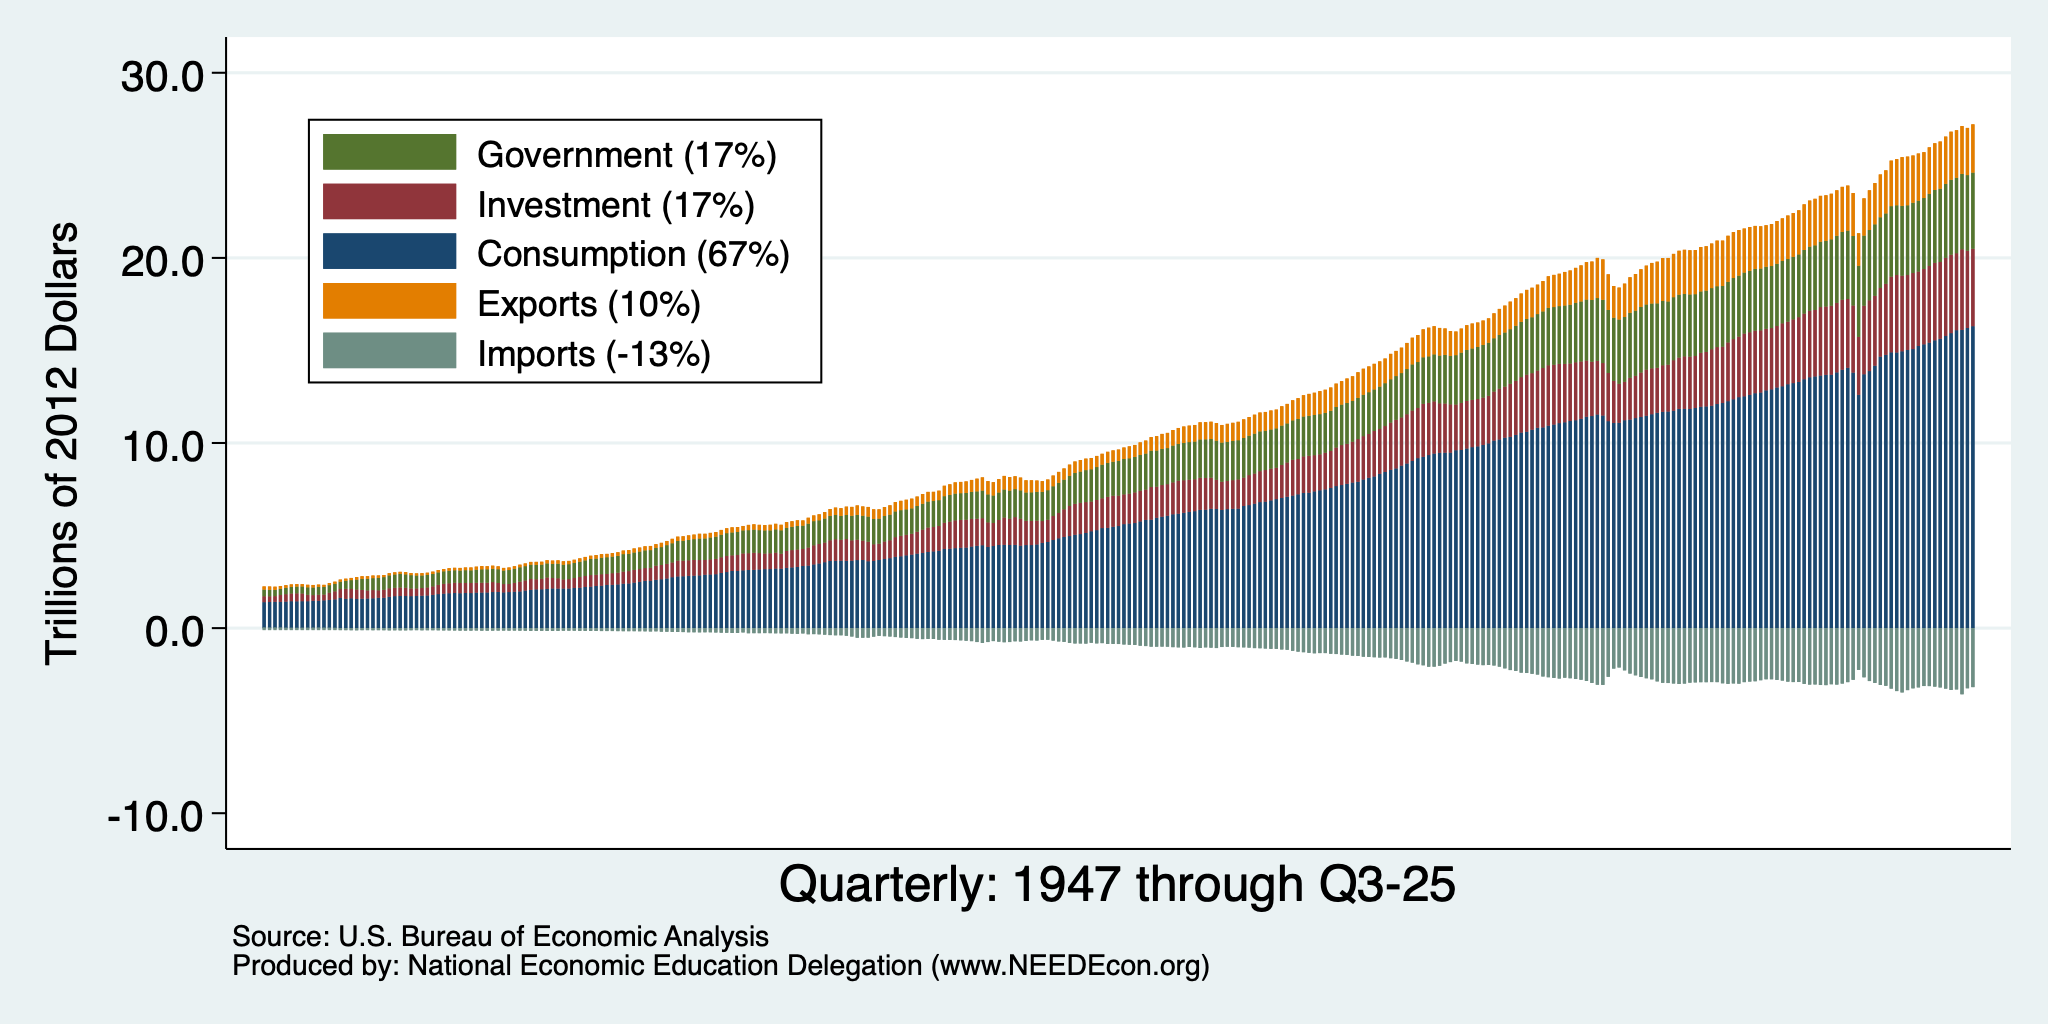 Trillions of 2012 Dollars
30.0
20.0
10.0
0.0
-10.0
Government (17%)
Investment (17%)
Consumption (67%)
Exports (10%)
Imports (-13%)
Quarterly: 1947 through Q3-25
Source: U.S. Bureau of Economic Analysis
Produced by: National Economic Education Delegation (www.NEEDEcon.org)